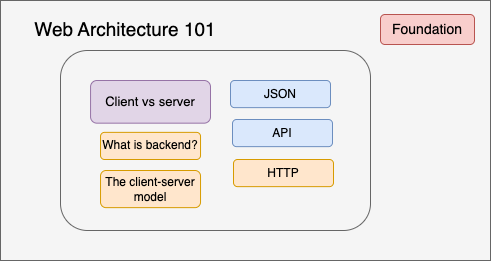 Web Architecture 101
Foundation
Client vs server
What is backend?
The client-server
model
JSON
API
HTTP